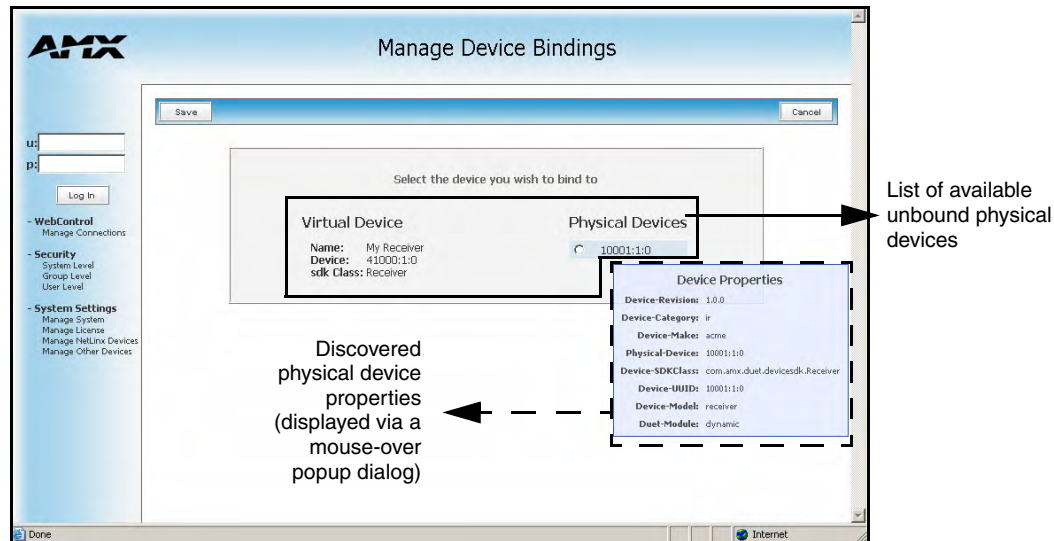 AMX
Manage Device Bindings
Save
Cancel
u:
p:
Log In
- WebControl
Manage Connections
- Security
System Level
Group Level
User Level
- System Settings
Manage System
Manage License
Manage NetLinx Devices
Manage Other Devices
Select the device you wish to bind to
Virtual Device
Name: My Receiver
Device: 41000:1:0
sdk Class: Receiver
Physical Devices
10001:1:0
Device Properties
Device-Revision: 1.0.0
Device-Category: ir
Device-Make: acme
Physical-Device: 10001:1:0
Device-SDKClass: com.amx.duet.devicesdk.Receiver
Device-UUID: 10001:1:0
Device-Model: receiver
Duet-Module: dynamic
List of available
unbound physical
devices
Discovered
physical device
properties
(displayed via a
mouse-over
popup dialog)
Done
Internet